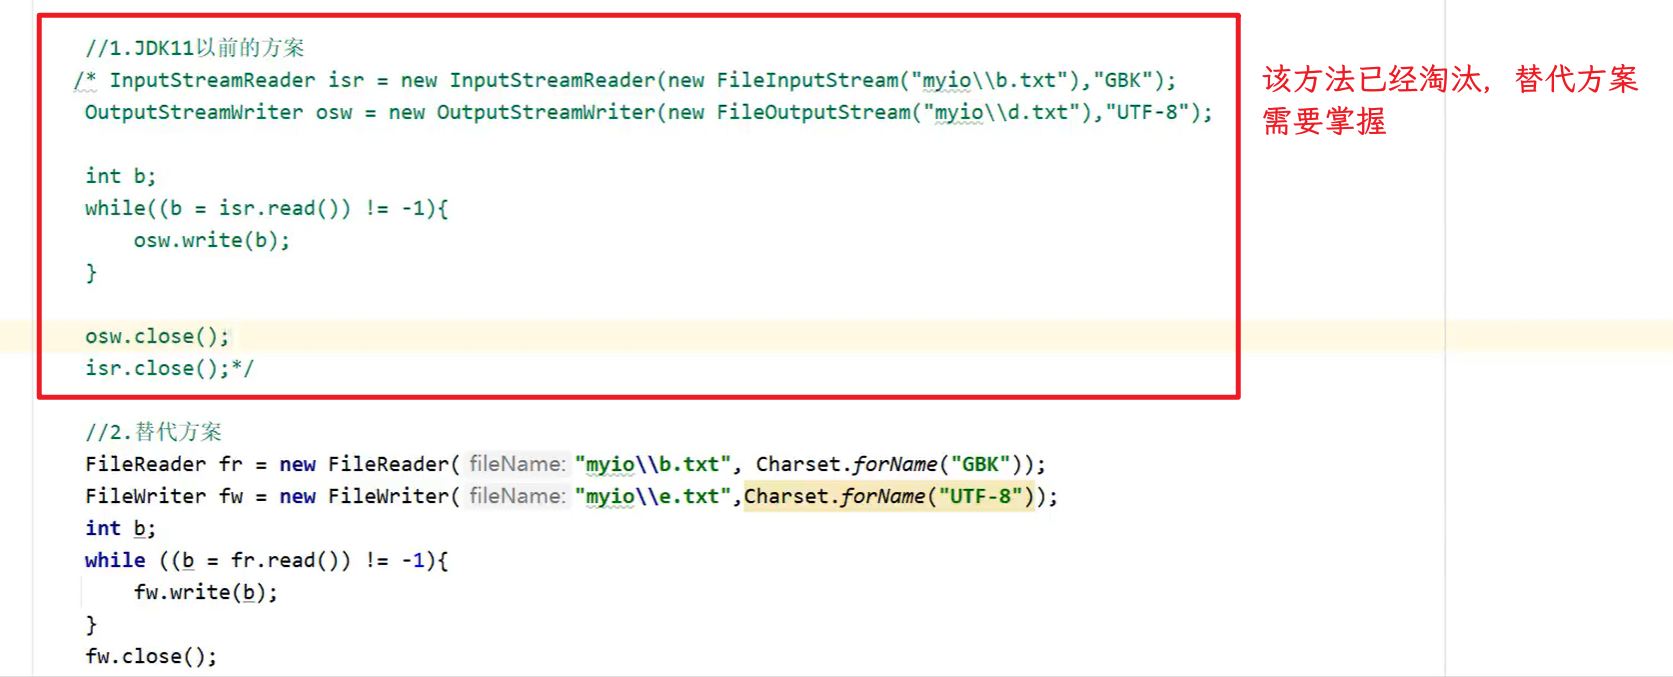 //1.JDK11以前的方案
/* InputStreamReader isr = new InputStreamReader(new FileInputStream("myio\\b.txt"),"GBK");
OutputStreamWriter osw = new OutputStreamWriter(new FileOutputStream("myio\\d.txt"),"UTF-8");
int b;
while((b = isr.read()) != -1){
osw.write(b);
}
osw.close();
isr.close();*/
该方法已经淘汰，替代方案
需要掌握
//2.替代方案
FileReader fr = new FileReader( fileName: "myio\\b.txt", Charset.forName("GBK"));
FileWriter fw = new FileWriter( fileName: "myio\\e.txt",Charset.forName("UTF-8"));
int b;
while ((b = fr.read()) != -1){
fw.write(b);
}
fw.close();